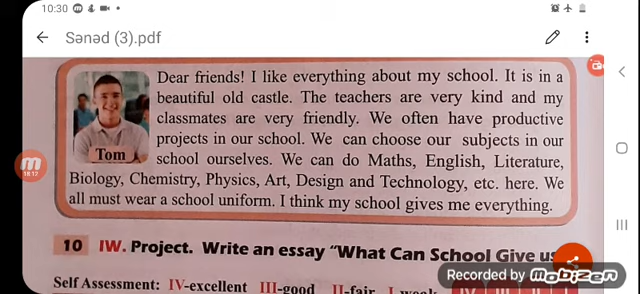 10:30
Sənəd (3).pdf
Dear friends! I like everything about my school. It is in a
beautiful old castle. The teachers are very kind and my
classmates are very friendly. We often have productive
projects in our school. We can choose our subjects in our
school ourselves. We can do Maths, English, Literature,
Tom
Biology, Chemistry, Physics, Art, Design and Technology, etc. here. We
all must wear a school uniform. I think my school gives me everything.
10 IW. Project. Write an essay "What Can School Give us
Self Assessment: IV-excellent III-good II-fair I
Recorded by mobizen